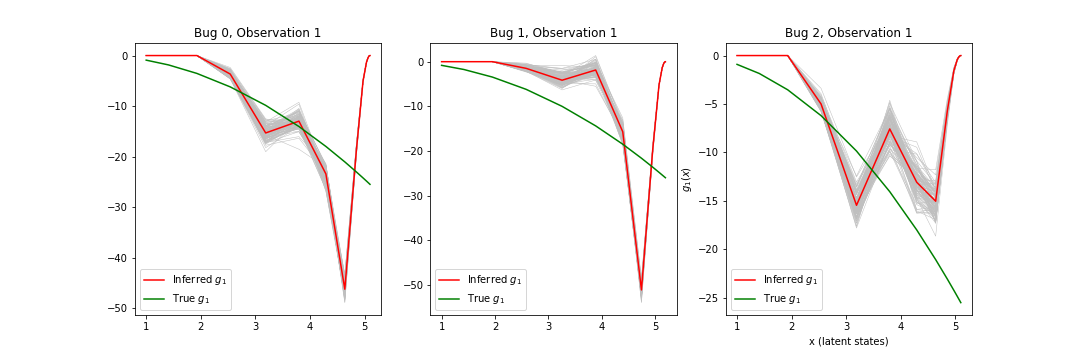 Bug 0, Observation 1
0
−10
−20
−30
−40
−50
1 2 3 4 5
Inferred g₁
True g₁
Bug 1, Observation 1
0
−10
−20
−30
−40
−50
1 2 3 4 5
Inferred g₁
True g₁
Bug 2, Observation 1
g₁(x)
0
−5
−10
−15
−20
−25
1 2 3 4 5
x (latent states)
Inferred g₁
True g₁